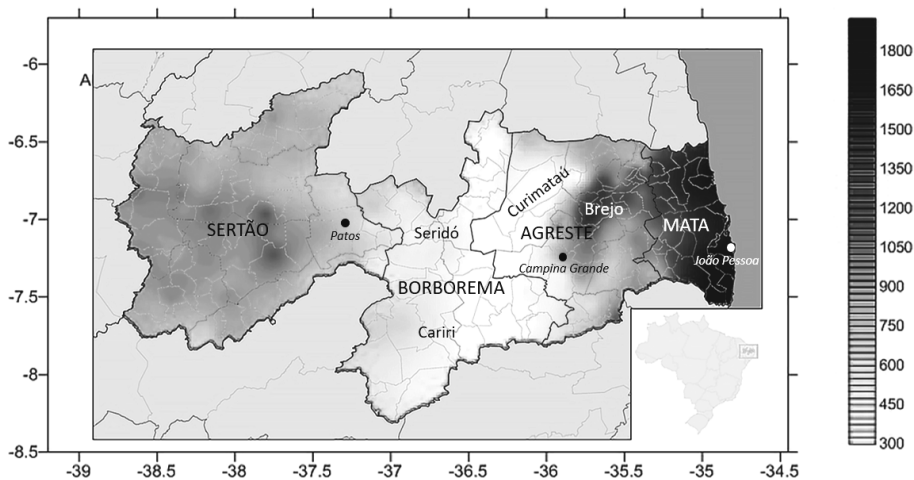 A
-6
-6.5
-7
-7.5
-8
-8.5
-39
-38.5
-38
-37.5
-37
-36.5
-36
-35.5
-35
-34.5
SERTÃO
Patos
Seridó
Curimataú
AGRESTE
Brejo
MATA
João Pessoa
Campina Grande
BORBOREMA
Cariri
1800
1650
1500
1350
1200
1050
900
750
600
450
300